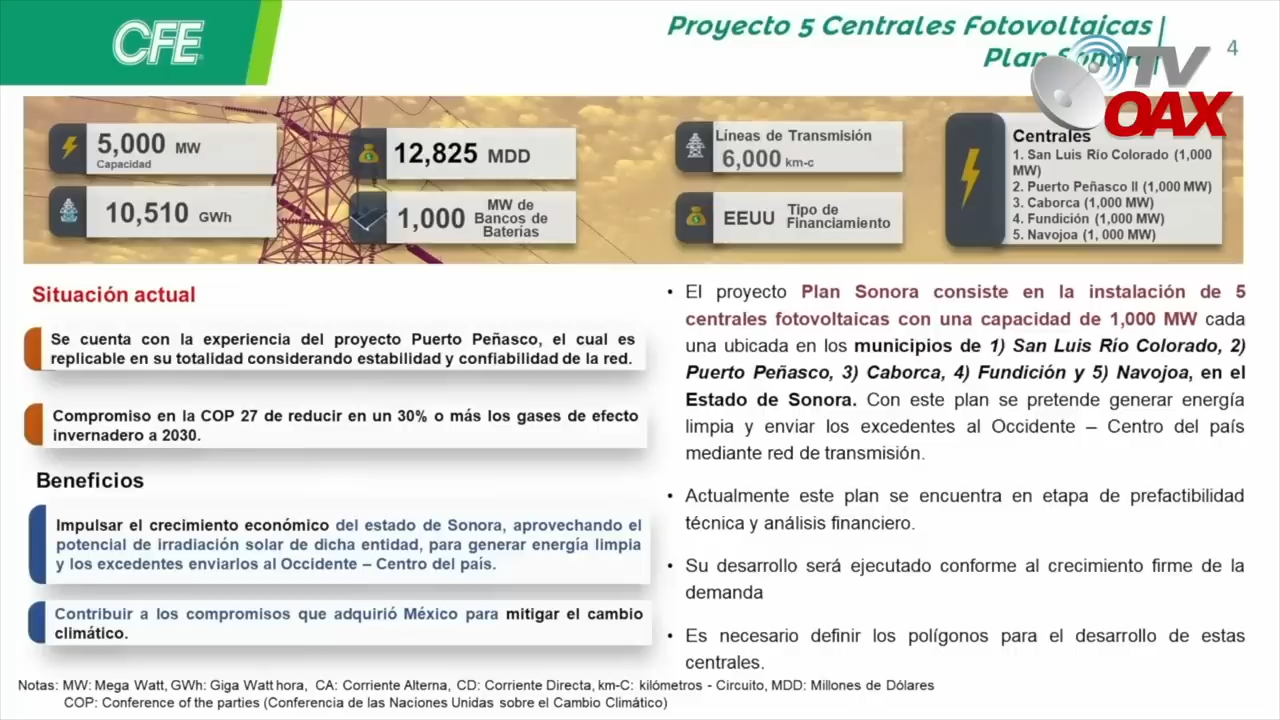 CFE
Proyecto 5 Centrales Fotovoltaicas
Plan Sonora
4
TV
OAX
5,000 MW
Capacidad
10,510 GWh
12,825 MDD
1,000 MW de
Bancos de
Baterías
Líneas de Transmisión
6,000 km-c
EEUU Tipo de
Financiamiento
Centrales
1. San Luis Río Colorado (1,000
MW)
2. Puerto Peñasco II (1,000 MW)
3. Caborca (1,000 MW)
4. Fundición (1,000 MW)
5. Navojoa (1, 000 MW)
Situación actual
Se cuenta con la experiencia del proyecto Puerto Peñasco, el cual es
replicable en su totalidad considerando estabilidad y confiabilidad de la red.
Compromiso en la COP 27 de reducir en un 30% o más los gases de efecto
invernadero a 2030.
Beneficios
Impulsar el crecimiento económico del estado de Sonora, aprovechando el
potencial de irradiación solar de dicha entidad, para generar energía limpia
y los excedentes enviarlos al Occidente – Centro del país.
Contribuir a los compromisos que adquirió México para mitigar el cambio
climático.
• El proyecto Plan Sonora consiste en la instalación de 5
centrales fotovoltaicas con una capacidad de 1,000 MW cada
una ubicada en los municipios de 1) San Luis Río Colorado, 2)
Puerto Peñasco, 3) Caborca, 4) Fundición y 5) Navojoa, en el
Estado de Sonora. Con este plan se pretende generar energía
limpia y enviar los excedentes al Occidente – Centro del país
mediante red de transmisión.
• Actualmente este plan se encuentra en etapa de prefactibilidad
técnica y análisis financiero.
• Su desarrollo será ejecutado conforme al crecimiento firme de la
demanda
• Es necesario definir los polígonos para el desarrollo de estas
centrales.
Notas: MW: Mega Watt, GWh: Giga Watt hora, CA: Corriente Alterna, CD: Corriente Directa, km-C: kilómetros - Circuito, MDD: Millones de Dólares
COP: Conference of the parties (Conferencia de las Naciones Unidas sobre el Cambio Climático)